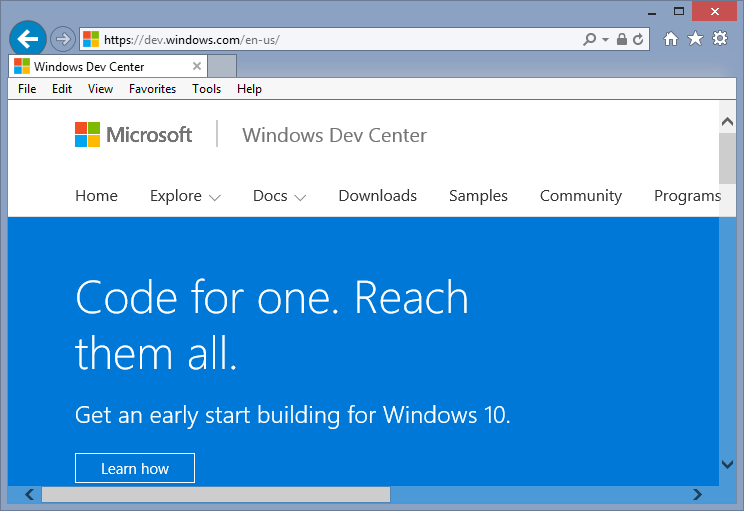 https://dev.windows.com/en-us/
Windows Dev Center
File Edit View Favorites Tools Help
Microsoft Windows Dev Center
Home Explore Docs Downloads Samples Community Programs
Code for one. Reach
them all.
Get an early start building for Windows 10.
Learn how